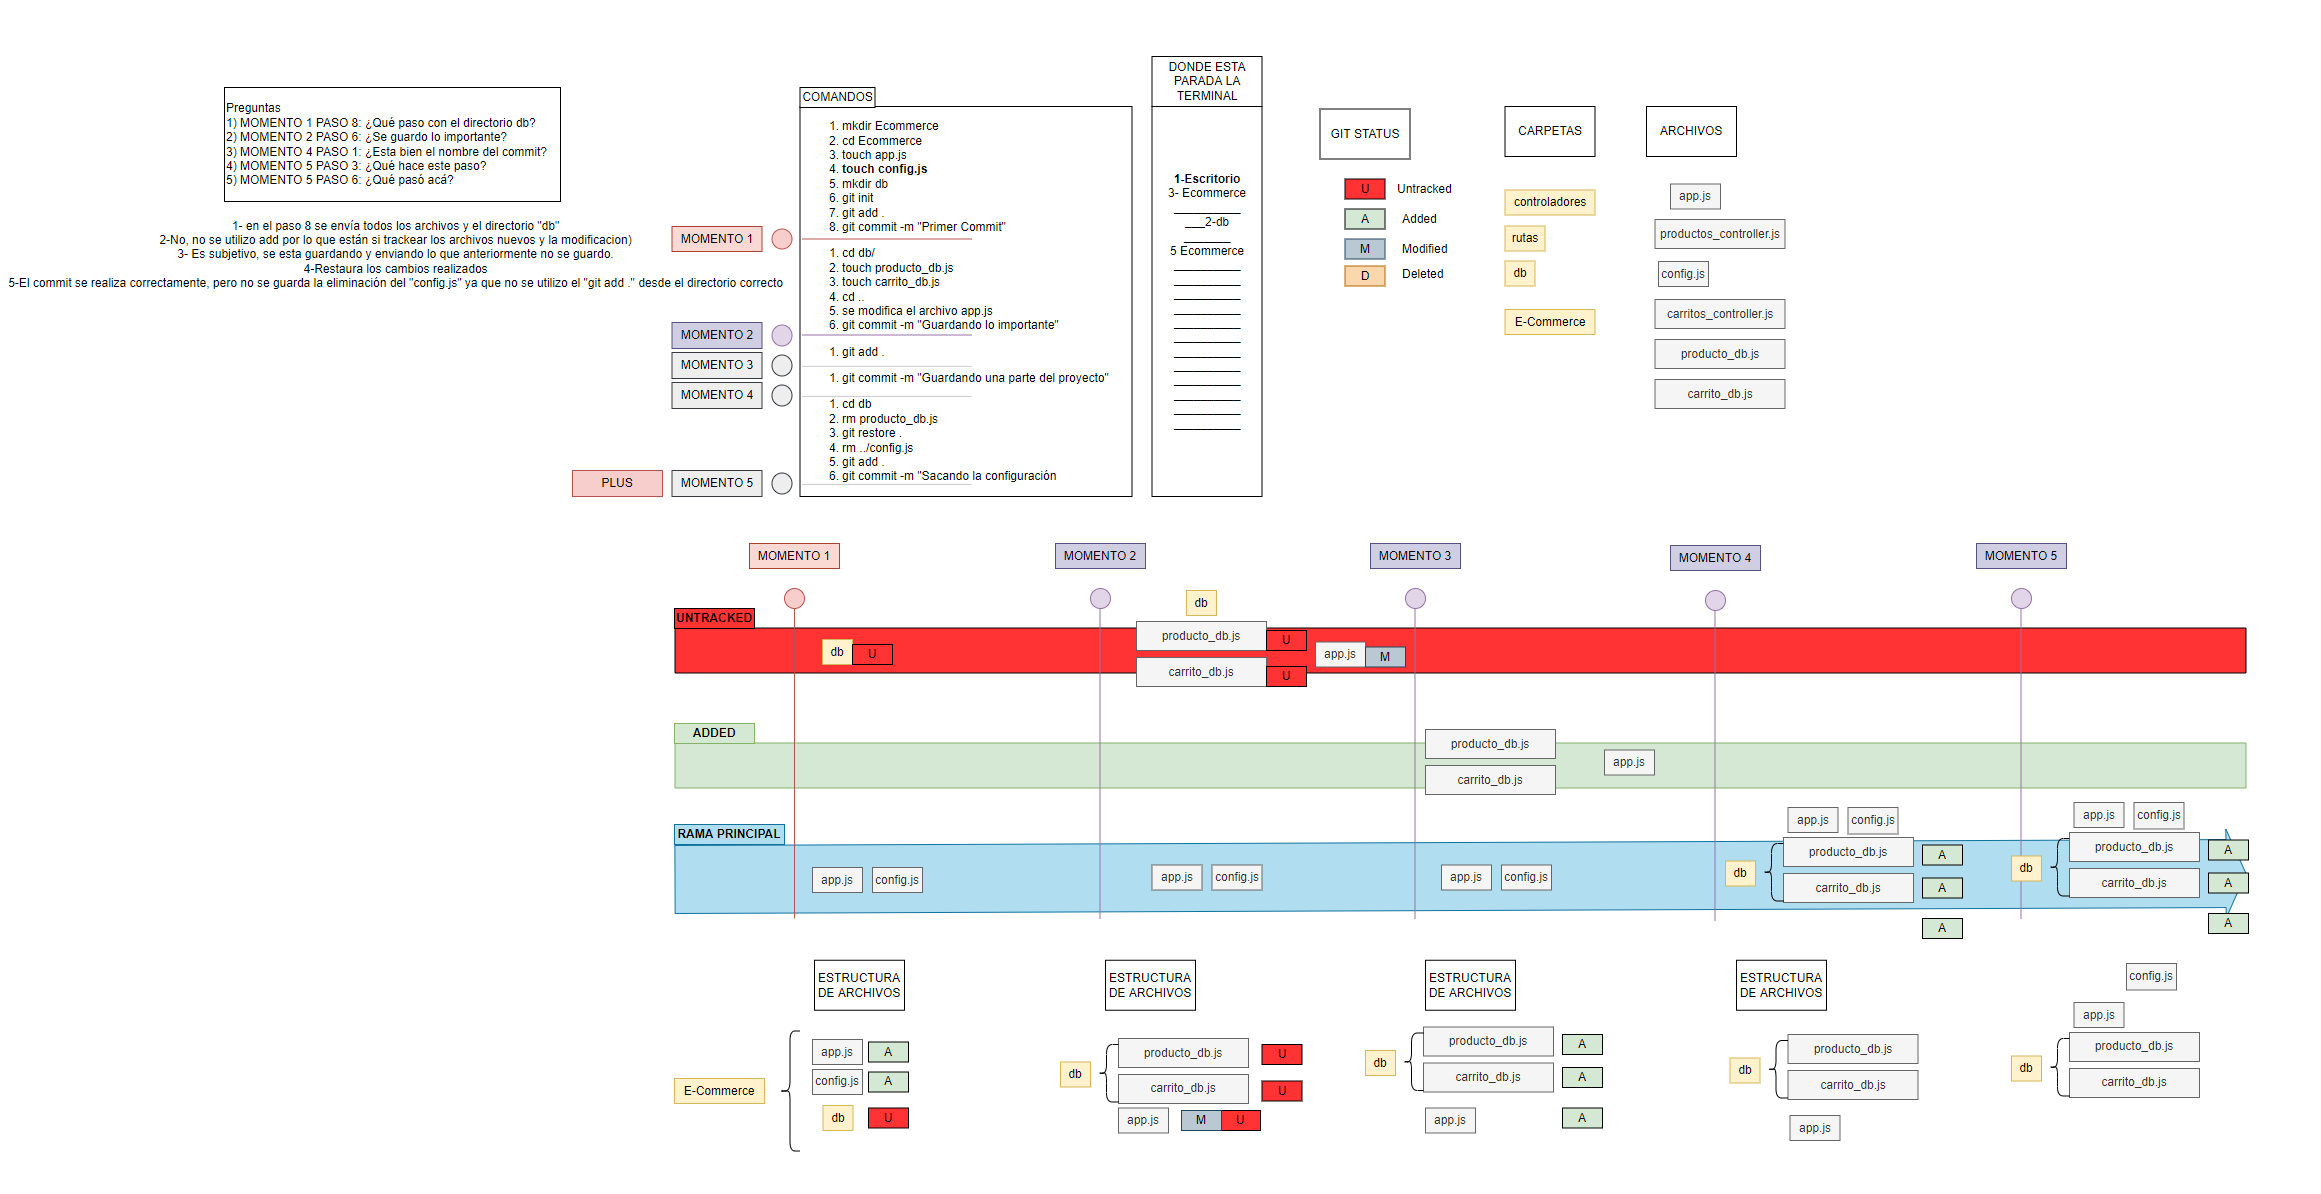 Preguntas
1) MOMENTO 1 PASO 8: ¿Qué paso con el directorio db?
2) MOMENTO 2 PASO 6: ¿Se guardo lo importante?
3) MOMENTO 4 PASO 1: ¿Esta bien el nombre del commit?
4) MOMENTO 5 PASO 3: ¿Qué hace este paso?
5) MOMENTO 5 PASO 6: ¿Qué pasó acá?
1- en el paso 8 se envía todos los archivos y el directorio "db"
2-No, no se utilizo add por lo que están si trackear los archivos nuevos y la modificacion)
3- Es subjetivo, se esta guardando y enviando lo que anteriormente no se guardo.
4-Restaura los cambios realizados
5-El commit se realiza correctamente, pero no se guarda la eliminación del "config.js" ya que no se utilizo el "git add ." desde el directorio correcto
MOMENTO 1
MOMENTO 2
MOMENTO 3
MOMENTO 4
PLUS
MOMENTO 5
COMANDOS
1. mkdir Ecommerce
2. cd Ecommerce
3. touch app.js
4. touch config.js
5. mkdir db
6. git init
7. git add .
8. git commit -m "Primer Commit"
1. cd db/
2. touch producto_db.js
3. touch carrito_db.js
4. cd ..
5. se modifica el archivo app.js
6. git commit -m "Guardando lo importante"
1. git add .
1. git commit -m "Guardando una parte del proyecto"
1. cd db
2. rm producto_db.js
3. git restore .
4. rm ../config.js
5. git add .
6. git commit -m "Sacando la configuración
DONDE ESTA
PARADA LA
TERMINAL
1-Escritorio
3- Ecommerce
__________
___2-db
_______
5 Ecommerce
__________
__________
__________
__________
__________
__________
__________
__________
__________
__________
__________
__________
GIT STATUS
U Untracked
A Added
M Modified
D Deleted
CARPETAS
controladores
rutas
db
E-Commerce
ARCHIVOS
app.js
productos_controller.js
config.js
carritos_controller.js
producto_db.js
carrito_db.js
MOMENTO 1
MOMENTO 2
MOMENTO 3
MOMENTO 4
MOMENTO 5
UNTRACKED
db U
db
producto_db.js U
carrito_db.js U
app.js M
ADDED
producto_db.js
carrito_db.js
app.js
RAMA PRINCIPAL
app.js config.js
app.js config.js
app.js config.js
app.js config.js
db
producto_db.js A
carrito_db.js A
A
app.js config.js
db
producto_db.js A
carrito_db.js A
A
ESTRUCTURA
DE ARCHIVOS
E-Commerce
app.js A
config.js A
db U
ESTRUCTURA
DE ARCHIVOS
db
producto_db.js U
carrito_db.js U
app.js M U
ESTRUCTURA
DE ARCHIVOS
db
producto_db.js A
carrito_db.js A
app.js A
ESTRUCTURA
DE ARCHIVOS
db
producto_db.js
carrito_db.js
app.js
config.js
app.js
db
producto_db.js
carrito_db.js